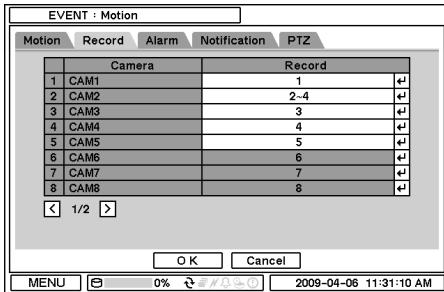 EVENT : Motion
Motion Record Alarm Notification PTZ
Camera Record
1 CAM1 1
2 CAM2 2~4
3 CAM3 3
4 CAM4 4
5 CAM5 5
6 CAM6 6
7 CAM7 7
8 CAM8 8
< 1/2 >
OK Cancel
MENU 0% 2009-04-06 11:31:10 AM